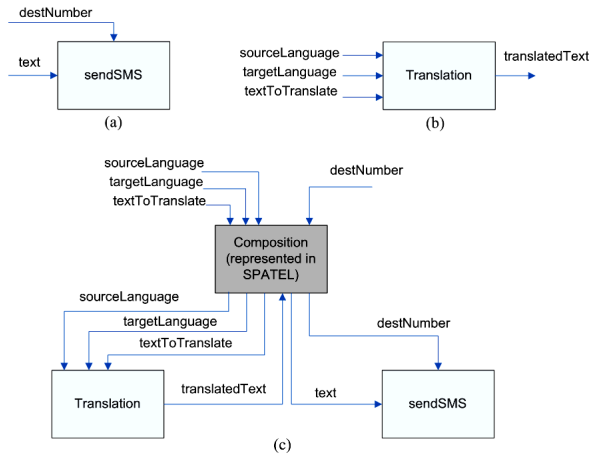 destNumber
text
sendSMS
(a)
sourceLanguage
targetLanguage
textToTranslate
Translation
translatedText
(b)
sourceLanguage
targetLanguage
textToTranslate
destNumber
Composition
(represented in
SPATEL)
sourceLanguage
targetLanguage
textToTranslate
destNumber
Translation
translatedText
text
sendSMS
(c)